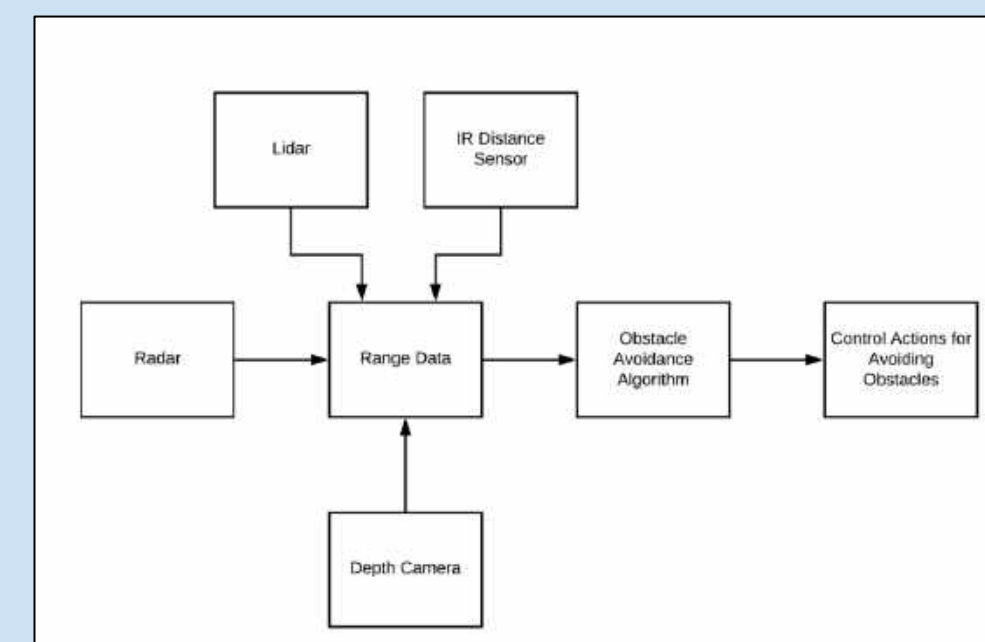 Lidar
IR Distance
Sensor
Radar
Range Data
Obstacle
Avoidance
Algorithm
Control Actions for
Avoiding
Obstacles
Depth Camera